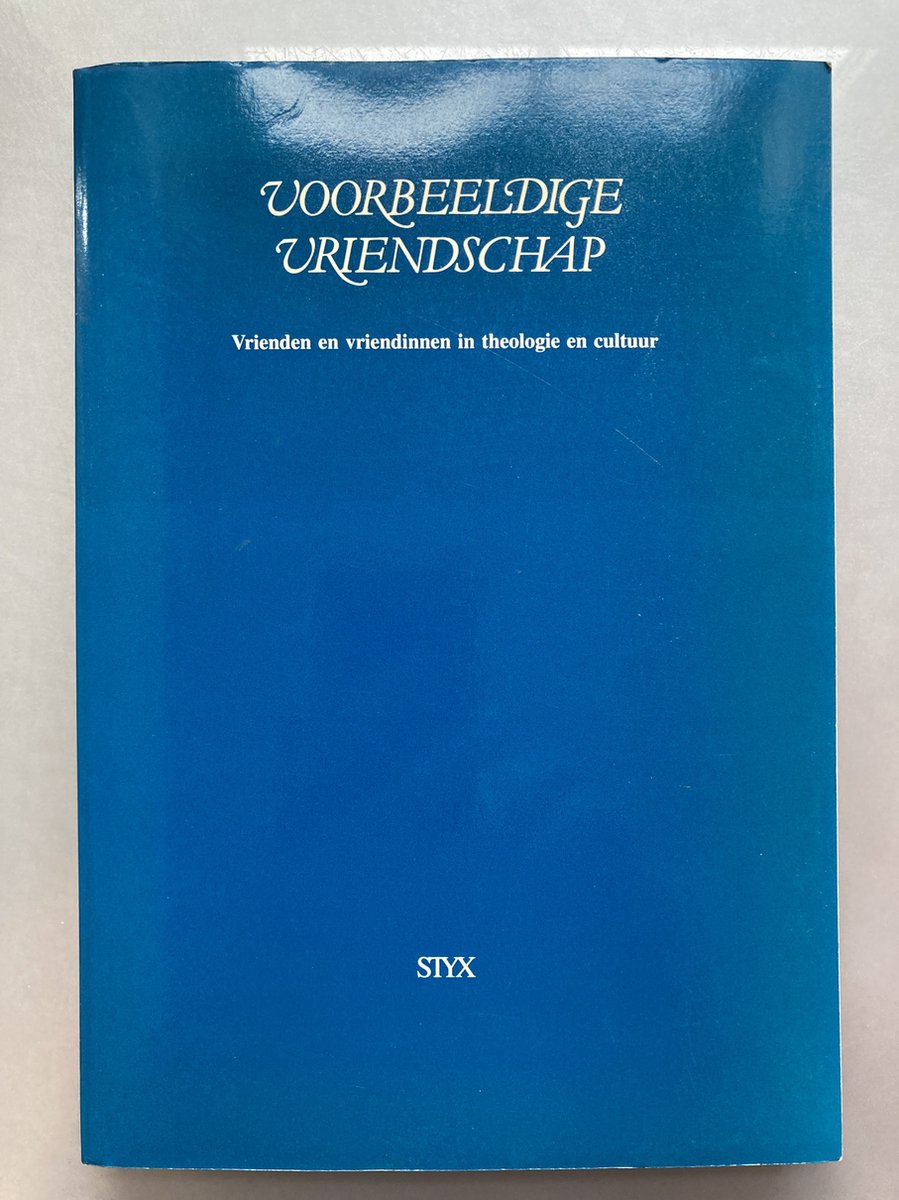 VOORBEELDIGE
VRIENDSCHAP
Vrienden en vriendinnen in theologie en cultuur
STYX